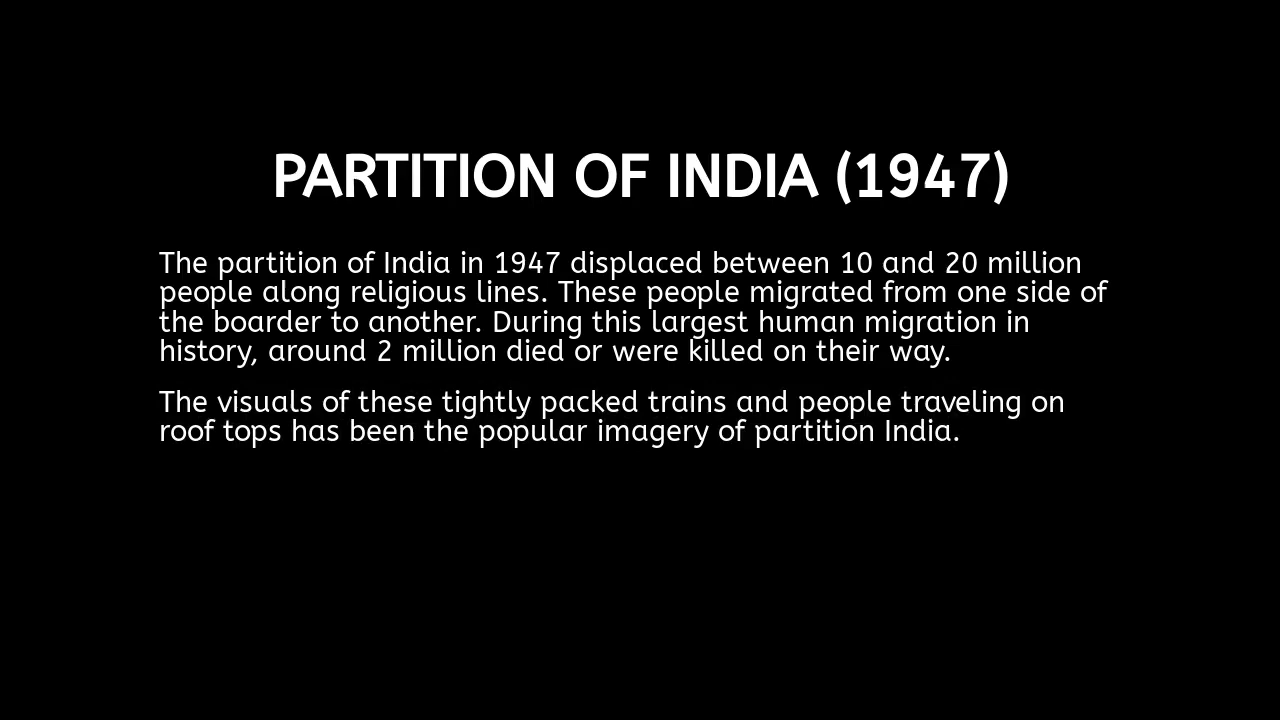 PARTITION OF INDIA (1947)
The partition of India in 1947 displaced between 10 and 20 million
people along religious lines. These people migrated from one side of
the boarder to another. During this largest human migration in
history, around 2 million died or were killed on their way.
The visuals of these tightly packed trains and people traveling on
roof tops has been the popular imagery of partition India.